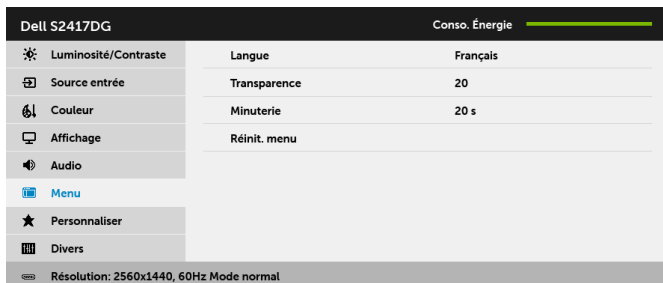 Dell S2417DG Conso. Énergie
Luminosité/Contraste Langue Français
Source entrée Transparence 20
Couleur Minuterie 20 s
Affichage Réinit. menu
Audio
Menu
Personnaliser
Divers
Résolution: 2560x1440, 60Hz Mode normal